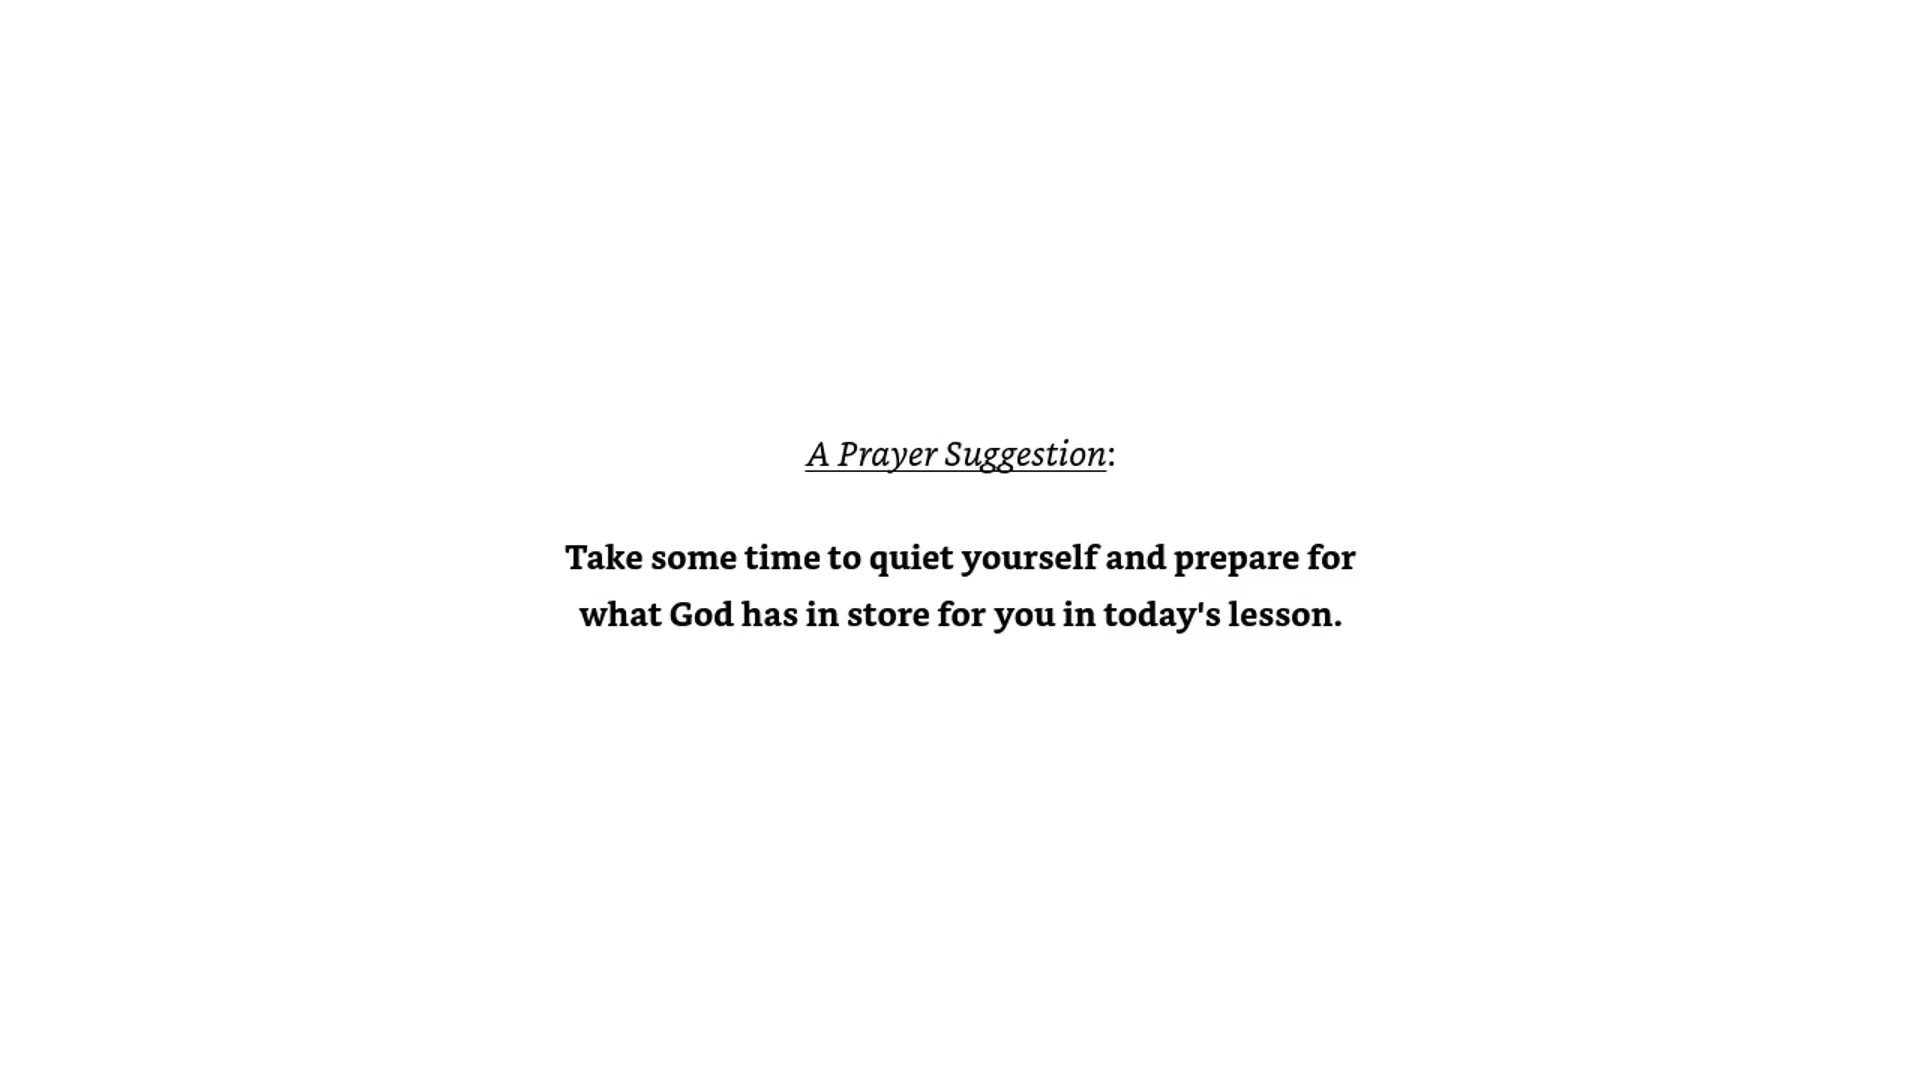 A Prayer Suggestion:
Take some time to quiet yourself and prepare for
what God has in store for you in today's lesson.